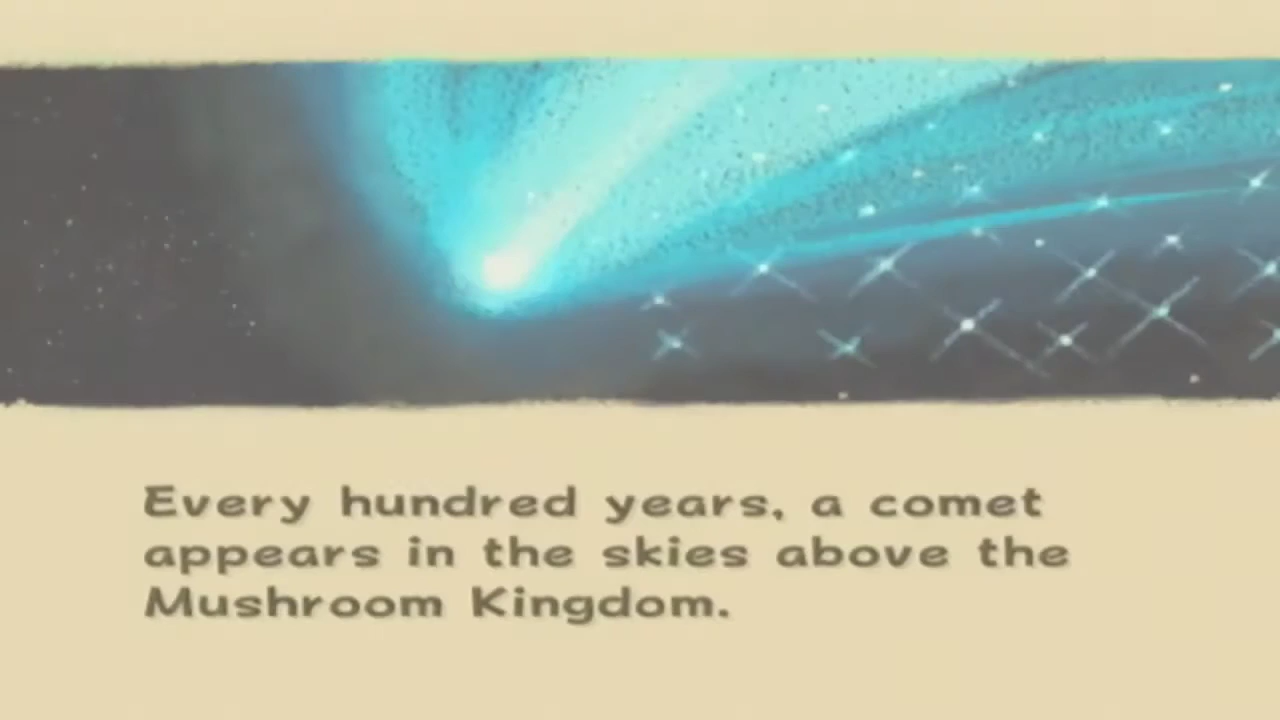 Every hundred years, a comet
appears in the skies above the
Mushroom Kingdom.